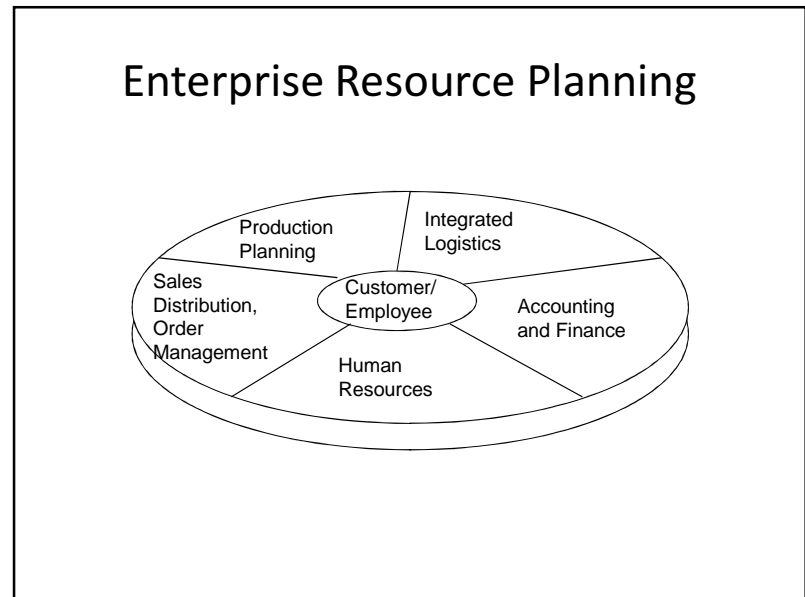 Enterprise Resource Planning
Production
Planning
Integrated
Logistics
Sales
Distribution,
Order
Management
Customer/
Employee
Accounting
and Finance
Human
Resources